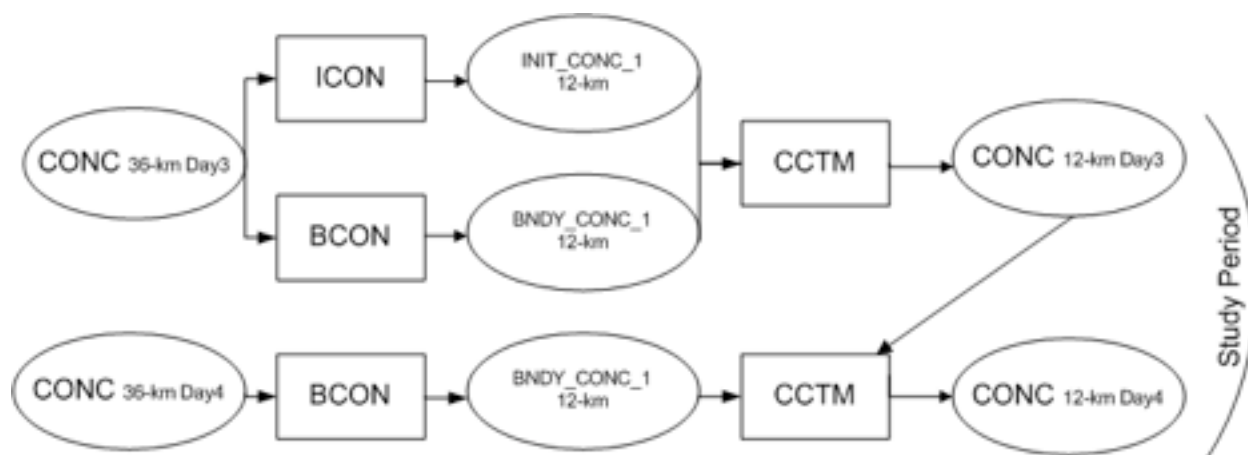 ICON
INIT_CONC_1
12-km
CONC 36-km Day3
CCTM
CONC 12-km Day3
BCON
BNDY_CONC_1
12-km
Study Period
CONC 36-km Day4
BCON
BNDY_CONC_1
12-km
CCTM
CONC 12-km Day4